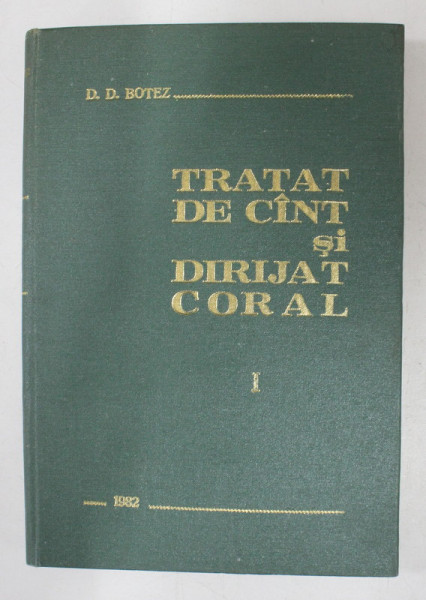 D. D. BOTEZ
TRATAT
DE CÎNT
şi
DIRIJAT
CORAL
I
1982